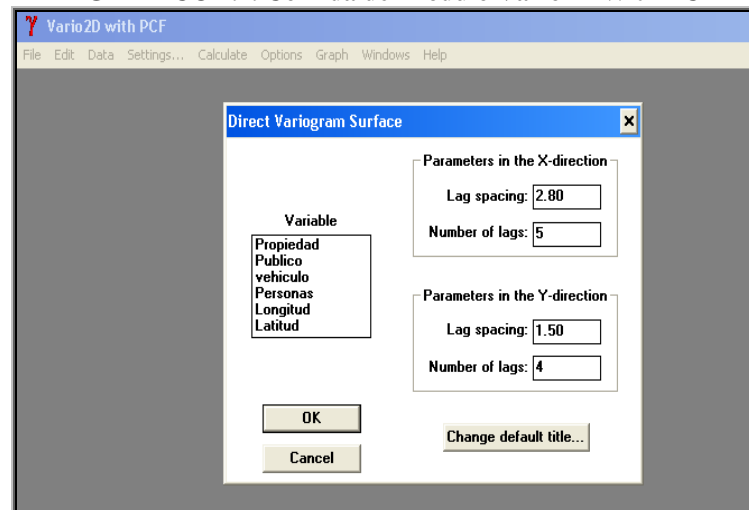 γ Vario2D with PCF
File Edit Data Settings... Calculate Options Graph Windows Help
Direct Variogram Surface
Variable
Propiedad
Publico
vehiculo
Personas
Longitud
Latitud
Parameters in the X-direction
Lag spacing: 2.80
Number of lags: 5
Parameters in the Y-direction
Lag spacing: 1.50
Number of lags: 4
OK
Cancel
Change default title...